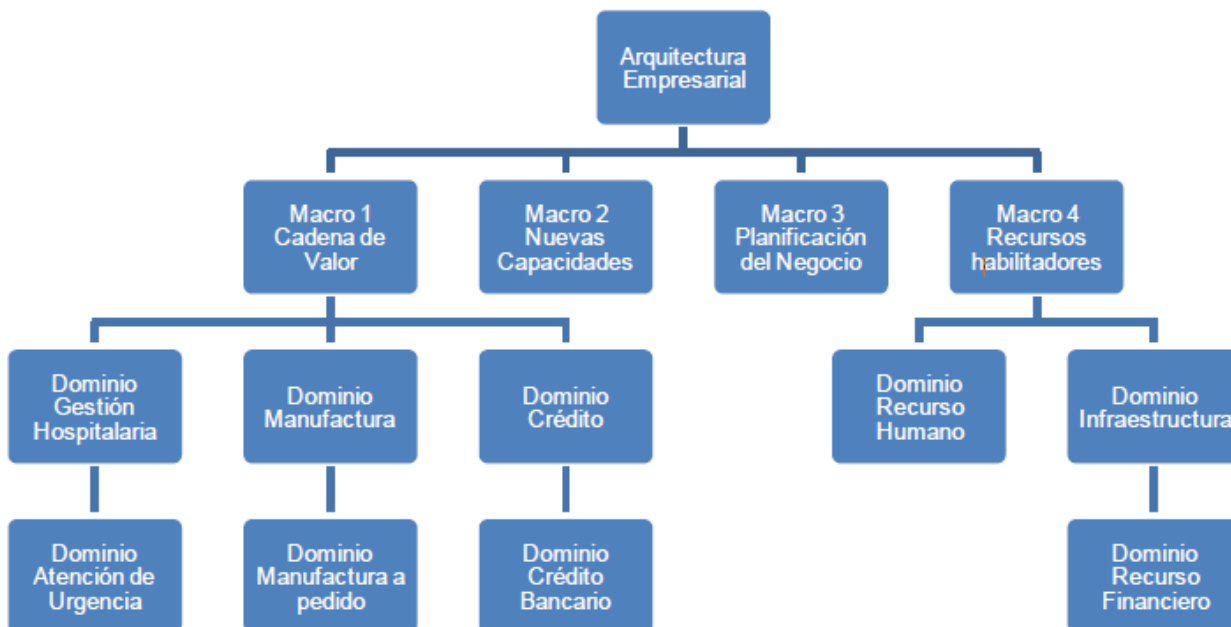 Arquitectura
Empresarial
Macro 1
Cadena de
Valor
Macro 2
Nuevas
Capacidades
Macro 3
Planificación
del Negocio
Macro 4
Recursos
habilitadores
Dominio
Gestión
Hospitalaria
Dominio
Manufactura
Dominio
Crédito
Dominio
Recurso
Humano
Dominio
Infraestructura
Dominio
Atención de
Urgencia
Dominio
Manufactura a
pedido
Dominio
Crédito
Bancario
Dominio
Recurso
Financiero